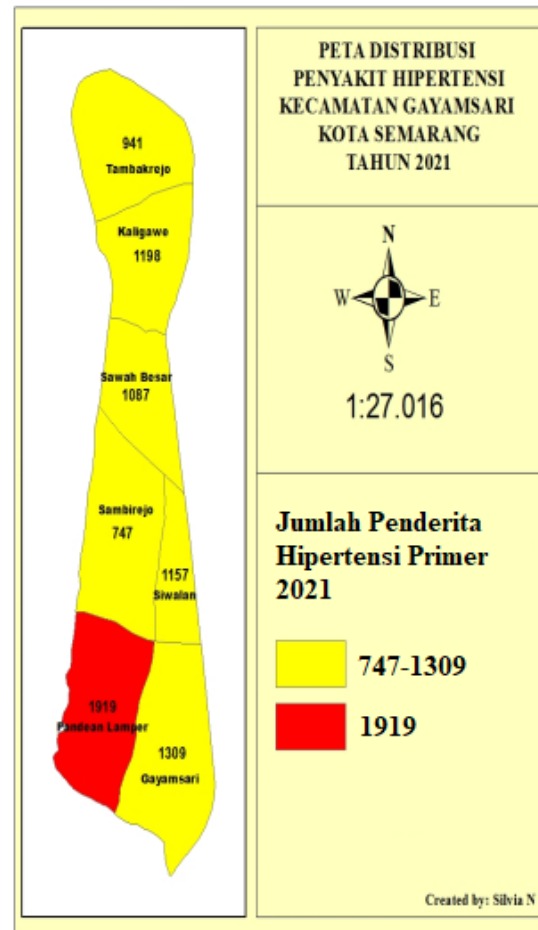 PETA DISTRIBUSI
PENYAKIT HIPERTENSI
KECAMATAN GAYAMSARI
KOTA SEMARANG
TAHUN 2021
N
W E
S
1:27.016
Jumlah Penderita
Hipertensi Primer
2021
747-1309
1919
Created by: Silvia N
941
Tambakrejo
Kaligawe
1198
Sawah Besar
1087
Sambirejo
747
1157
Siwalan
1919
Pandean Lamper
1309
Gayamsari